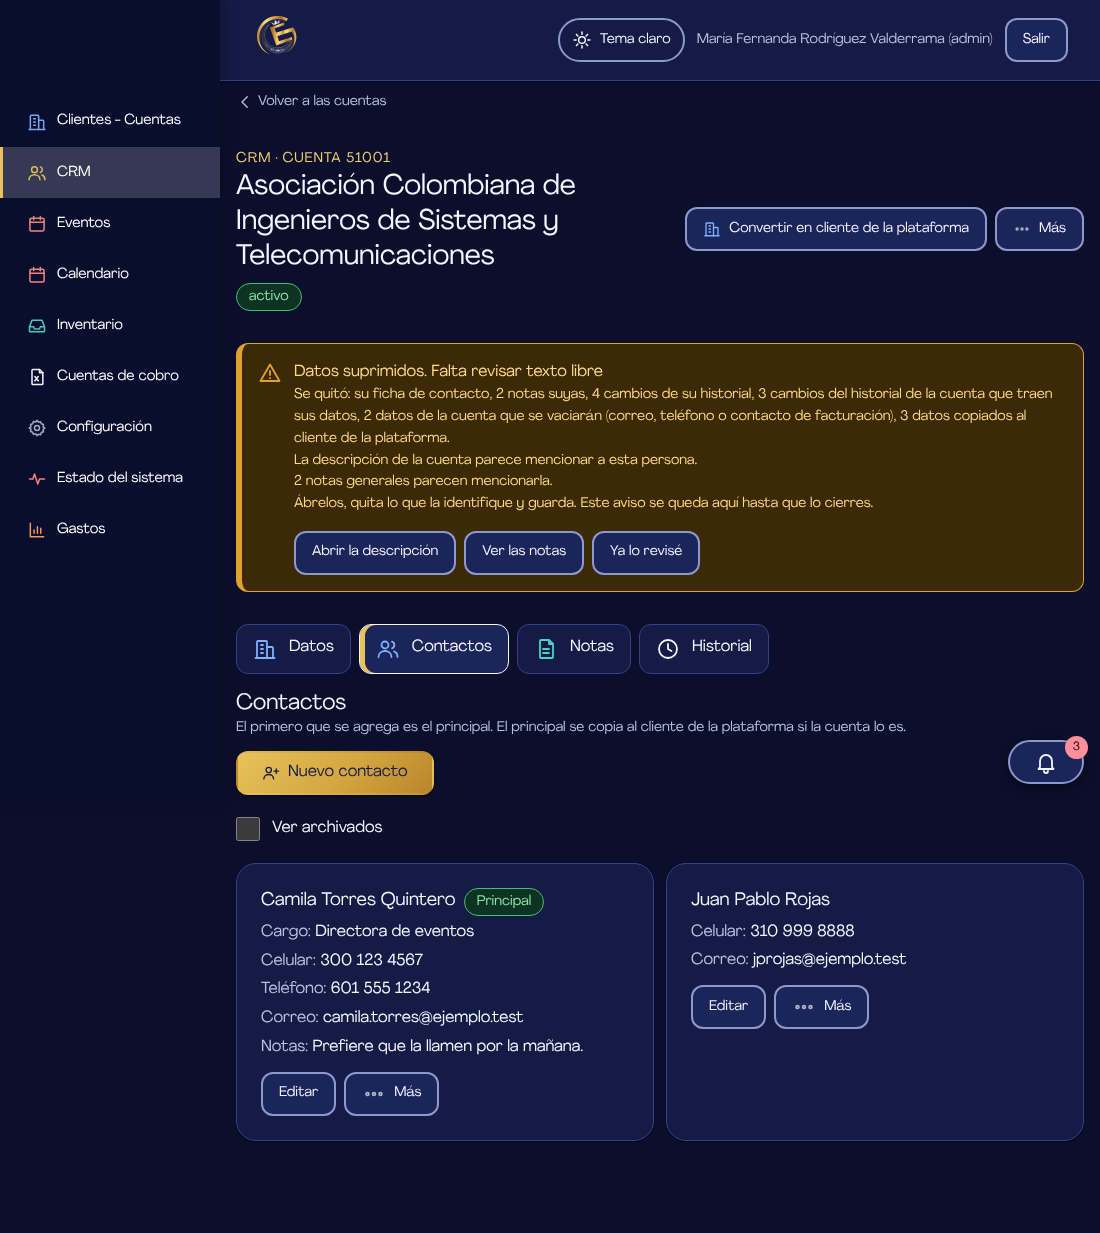 Tema claro
María Fernanda Rodríguez Valderrama (admin)
Salir
Clientes - Cuentas
CRM
Eventos
Calendario
Inventario
Cuentas de cobro
Configuración
Estado del sistema
Gastos
Volver a las cuentas
CRM · CUENTA 51001
Asociación Colombiana de
Ingenieros de Sistemas y
Telecomunicaciones
activo
Convertir en cliente de la plataforma
Más
Datos suprimidos. Falta revisar texto libre
Se quitó: su ficha de contacto, 2 notas suyas, 4 cambios de su historial, 3 cambios del historial de la cuenta que traen
sus datos, 2 datos de la cuenta que se vaciarán (correo, teléfono o contacto de facturación), 3 datos copiados al
cliente de la plataforma.
La descripción de la cuenta parece mencionar a esta persona.
2 notas generales parecen mencionarla.
Ábrelos, quita lo que la identifique y guarda. Este aviso se queda aquí hasta que lo cierres.
Abrir la descripción
Ver las notas
Ya lo revisé
Datos
Contactos
Notas
Historial
Contactos
El primero que se agrega es el principal. El principal se copia al cliente de la plataforma si la cuenta lo es.
3
Nuevo contacto
Ver archivados
Camila Torres Quintero
Principal
Cargo: Directora de eventos
Celular: 300 123 4567
Teléfono: 601 555 1234
Correo: camila.torres@ejemplo.test
Notas: Prefiere que la llamen por la mañana.
Editar
Más
Juan Pablo Rojas
Celular: 310 999 8888
Correo: jprojas@ejemplo.test
Editar
Más